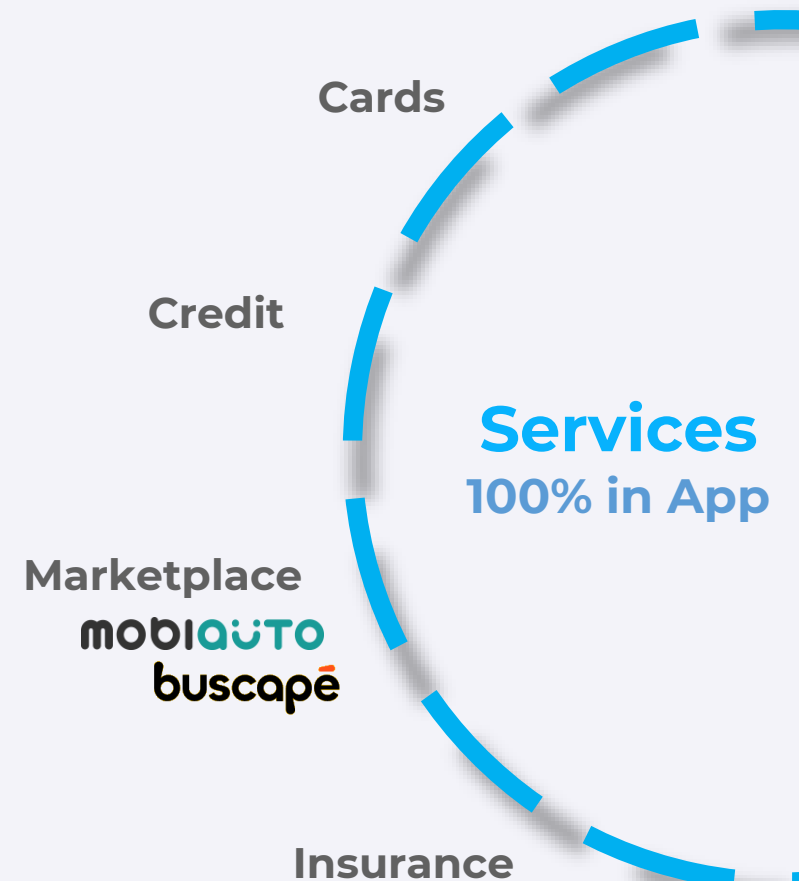 Cards
Credit
Services
100% in App
Marketplace
mobiauto
buscapé
Insurance